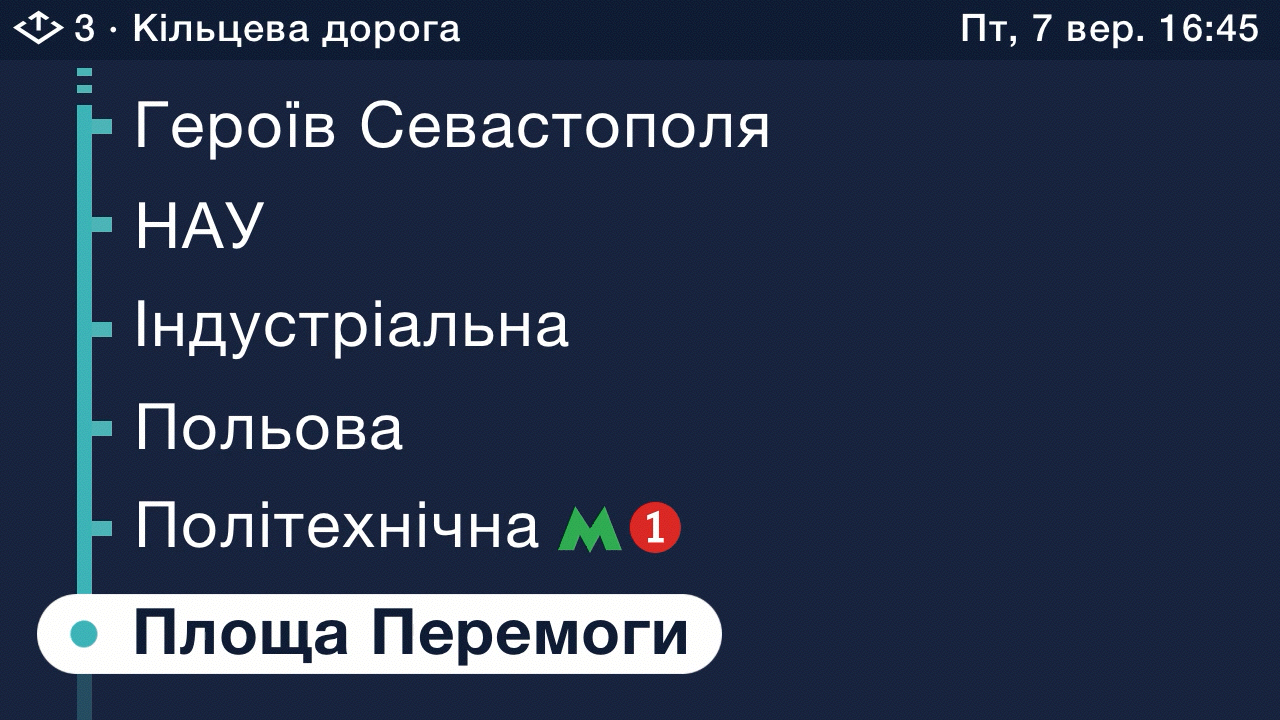 3 · Кільцева дорога
Пт, 7 вер. 16:45
Героїв Севастополя
НАУ
Індустріальна
Польова
Політехнічна М 1
Площа Перемоги